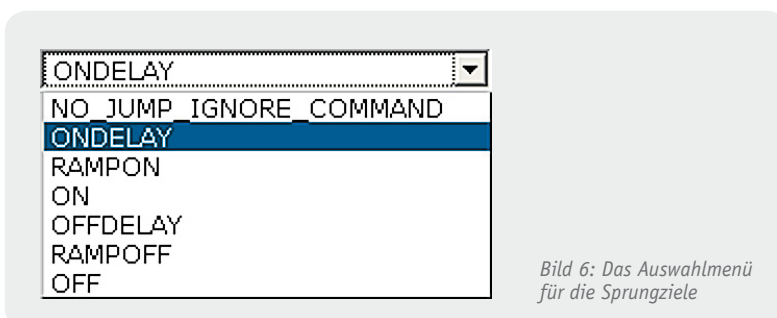 ONDELAY
NO_JUMP_IGNORE_COMMAND
ONDELAY
RAMPON
ON
OFFDELAY
RAMPOFF
OFF
Bild 6: Das Auswahlmenü
für die Sprungziele